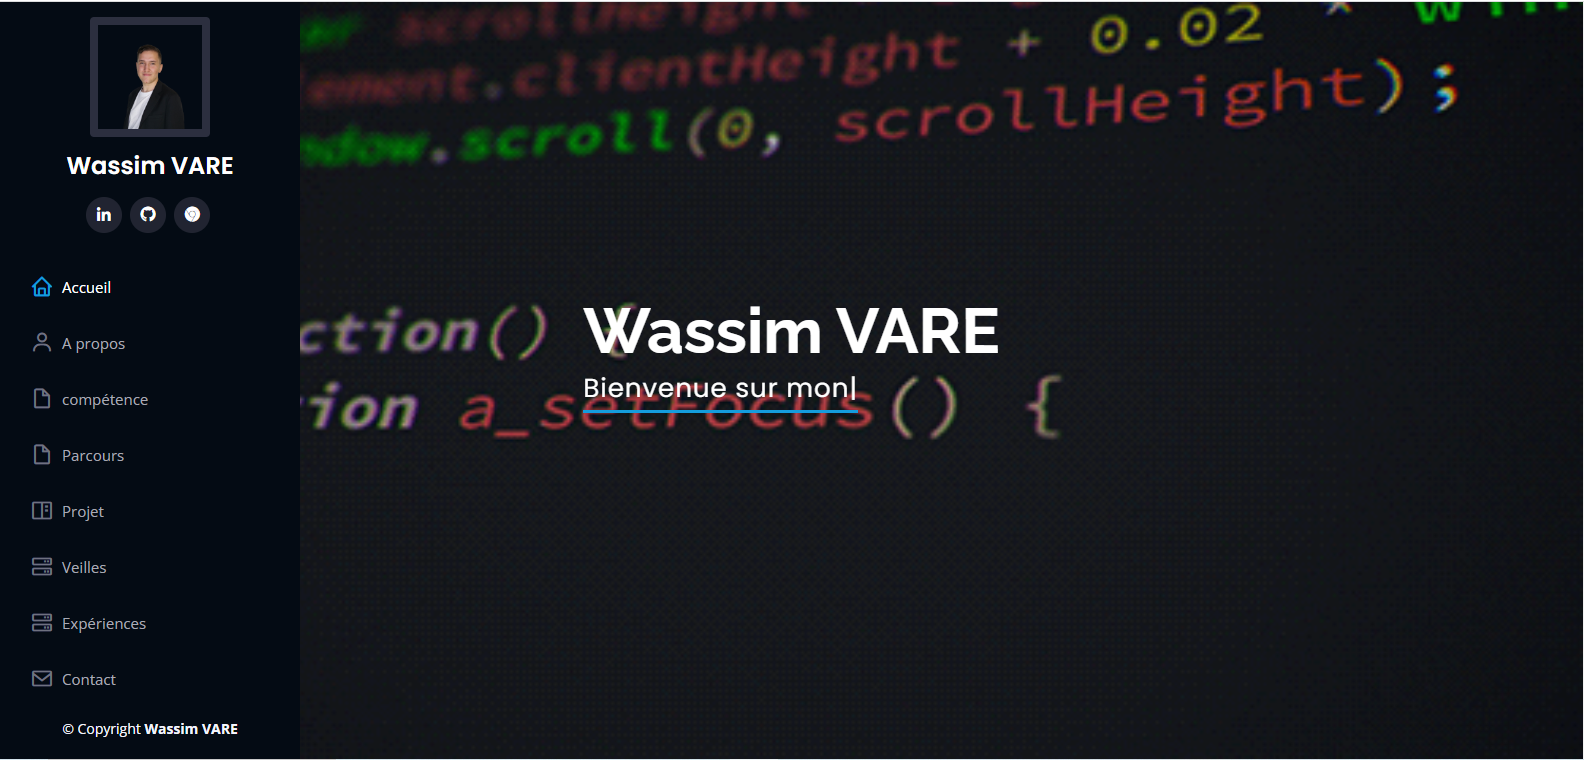 Wassim VARE
in
Accueil
A propos
compétence
Parcours
Projet
Veilles
Expériences
Contact
© Copyright Wassim VARE
scrollHeight
ement.clientHeight + 0.02 *
ndow.scroll(0, scrollHeight);
ction() {
Wassim VARE
Bienvenue sur mon|
ion a_setFocus() {